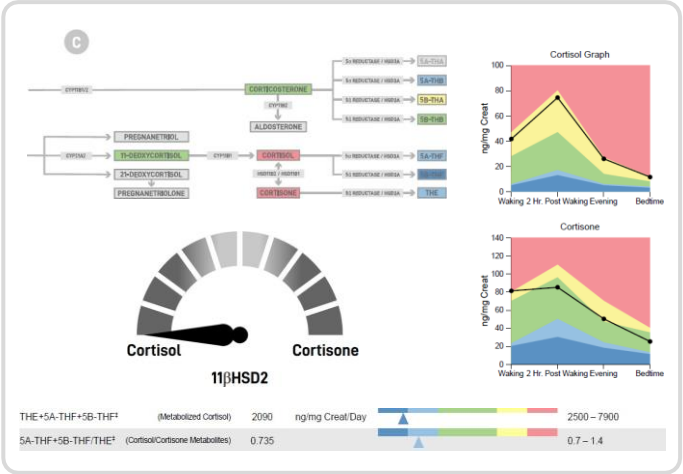 C
Cortisol Graph
5α REDUCTASE / HSD3A
5A-THA
5α REDUCTASE / HSD3A
5A-THB
CYP11B1/2
CORTICOSTERONE
5β REDUCTASE / HSD3A
5B-THA
CYP11B2
5β REDUCTASE / HSD3A
5B-THB
ALDOSTERONE
PREGNANETRIOL
CYP21A2
11-DEOXYCORTISOL
CYP11B1
CORTISOL
5α REDUCTASE / HSD3A
5A-THF
21-DEOXYCORTISOL
HSD11B2 / HSD11B1
5β REDUCTASE / HSD3A
PREGNANETRIOLONE
CORTISONE
5β REDUCTASE / HSD3A
THE
ng/mg Creat
100
80
60
40
20
0
Waking
2 Hr. Post Waking
Evening
Bedtime
Cortisone
ng/mg Creat
140
120
100
80
60
40
20
0
Waking
2 Hr. Post Waking
Evening
Bedtime
Cortisol
Cortisone
11βHSD2
THE+5A-THF+5B-THF‡ (Metabolized Cortisol) 2090 ng/mg Creat/Day 2500 – 7900
5A-THF+5B-THF/THE‡ (Cortisol/Cortisone Metabolites) 0.735 0.7 – 1.4